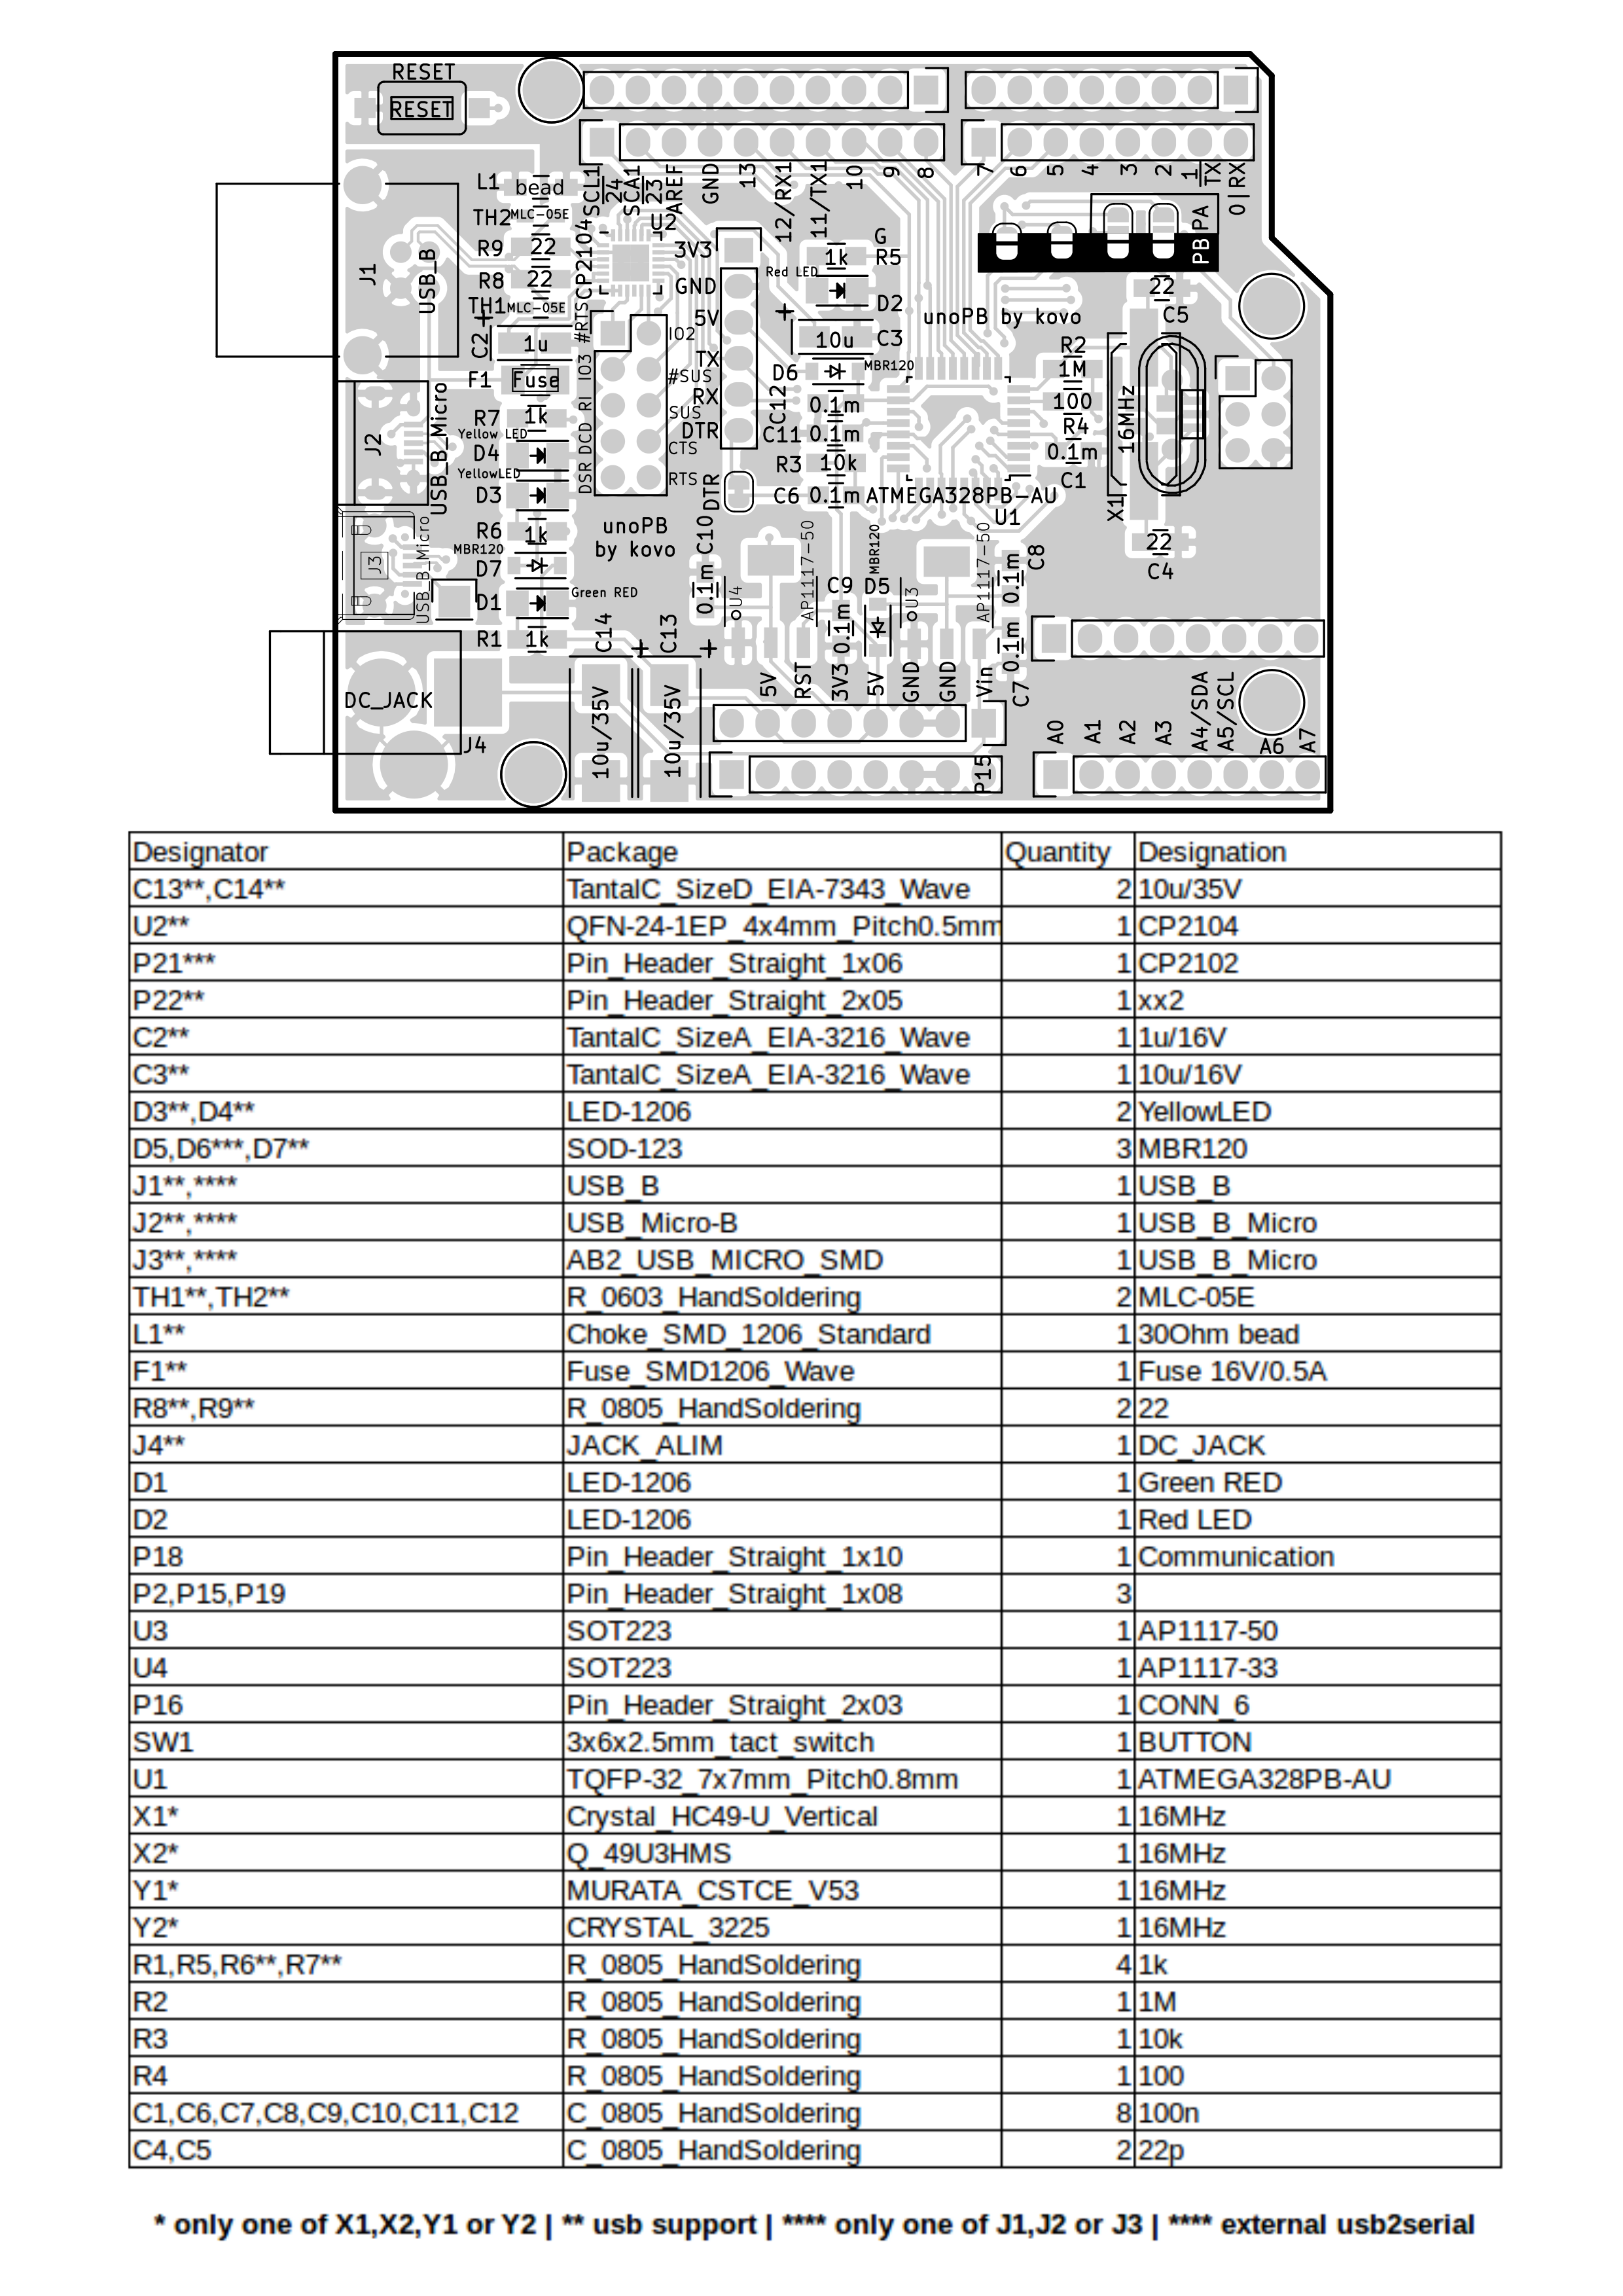 RESET
RESET
L1 bead
TH2 MLC-05E
R9 22
R8 22
TH1 MLC-05E
J1
USB_B
CP2104
U2
#RTS
SCL1
24
SCA1
23
AREF
GND
13
12/RX1
11/TX1
10
9
8
7
6
5
4
3
2
1
TX
0|RX
PA
PB
3V3
GND
5V
TX
RX
DTR
G
1k R5
Red LED
D2
+
10u C3
D6 MBR120
C12 0.1m
C11 0.1m
R3 10k
C6 0.1m
ATMEGA328PB-AU
U1
unoPB by kovo
22
C5
R2
1M
100
R4
0.1m
C1
16MHz
X1
22
C4
+
C2 1u
F1 Fuse
R7 1k
Yellow LED
D4
YellowLED
D3
R6 1k
MBR120
D7
Green RED
D1
R1 1k
IO2
IO3
#SUS
RI
SUS
DCD
CTS
DSR
RTS
DTR
unoPB
by kovo
J2
USB_B_Micro
J3
USB_B_Micro
DC_JACK
J4
C14
+
C13
+
10u/35V
10u/35V
C10
0.1m
oU4
AP1117-50
C9
0.1m
MBR120
D5
oU3
AP1117-50
C8
0.1m
0.1m
C7
5V
RST
3V3
5V
GND
GND
Vin
P15
A0
A1
A2
A3
A4/SDA
A5/SCL
A6
A7
Designator Package Quantity Designation
C13**,C14** TantalC_SizeD_EIA-7343_Wave 2 10u/35V
U2** QFN-24-1EP_4x4mm_Pitch0.5mm 1 CP2104
P21*** Pin_Header_Straight_1x06 1 CP2102
P22** Pin_Header_Straight_2x05 1 xx2
C2** TantalC_SizeA_EIA-3216_Wave 1 1u/16V
C3** TantalC_SizeA_EIA-3216_Wave 1 10u/16V
D3**,D4** LED-1206 2 YellowLED
D5,D6***,D7** SOD-123 3 MBR120
J1**,**** USB_B 1 USB_B
J2**,**** USB_Micro-B 1 USB_B_Micro
J3**,**** AB2_USB_MICRO_SMD 1 USB_B_Micro
TH1**,TH2** R_0603_HandSoldering 2 MLC-05E
L1** Choke_SMD_1206_Standard 1 30Ohm bead
F1** Fuse_SMD1206_Wave 1 Fuse 16V/0.5A
R8**,R9** R_0805_HandSoldering 2 22
J4** JACK_ALIM 1 DC_JACK
D1 LED-1206 1 Green RED
D2 LED-1206 1 Red LED
P18 Pin_Header_Straight_1x10 1 Communication
P2,P15,P19 Pin_Header_Straight_1x08 3
U3 SOT223 1 AP1117-50
U4 SOT223 1 AP1117-33
P16 Pin_Header_Straight_2x03 1 CONN_6
SW1 3x6x2.5mm_tact_switch 1 BUTTON
U1 TQFP-32_7x7mm_Pitch0.8mm 1 ATMEGA328PB-AU
X1* Crystal_HC49-U_Vertical 1 16MHz
X2* Q_49U3HMS 1 16MHz
Y1* MURATA_CSTCE_V53 1 16MHz
Y2* CRYSTAL_3225 1 16MHz
R1,R5,R6**,R7** R_0805_HandSoldering 4 1k
R2 R_0805_HandSoldering 1 1M
R3 R_0805_HandSoldering 1 10k
R4 R_0805_HandSoldering 1 100
C1,C6,C7,C8,C9,C10,C11,C12 C_0805_HandSoldering 8 100n
C4,C5 C_0805_HandSoldering 2 22p
* only one of X1,X2,Y1 or Y2 | ** usb support | **** only one of J1,J2 or J3 | **** external usb2serial